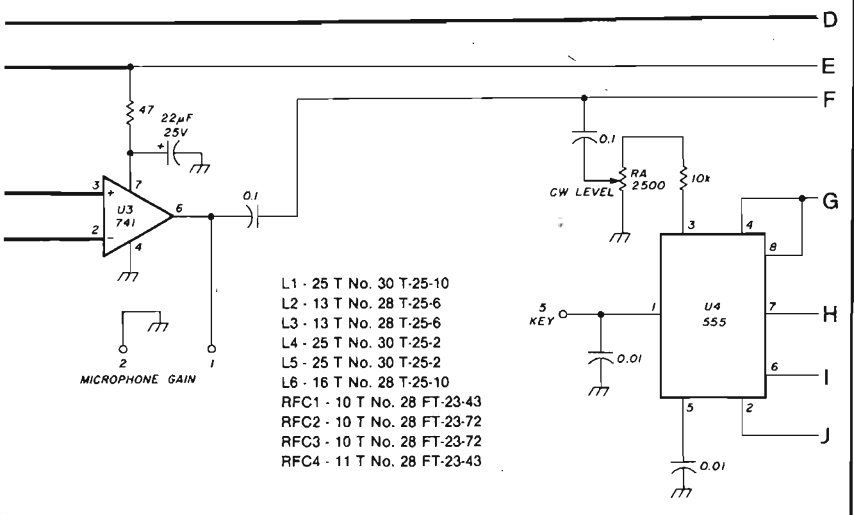 D
E
F
47
22µF
25V
+
0.1
RA
2500
10k
CW LEVEL
3
7
+
U3
741
6
0.1
2
-
4
G
3
4
8
5
KEY
1
U4
555
7
H
0.01
6
I
5
2
J
0.01
2
1
MICROPHONE GAIN
L1 - 25 T No. 30 T-25-10
L2 - 13 T No. 28 T-25-6
L3 - 13 T No. 28 T-25-6
L4 - 25 T No. 30 T-25-2
L5 - 25 T No. 30 T-25-2
L6 - 16 T No. 28 T-25-10
RFC1 - 10 T No. 28 FT-23-43
RFC2 - 10 T No. 28 FT-23-72
RFC3 - 10 T No. 28 FT-23-72
RFC4 - 11 T No. 28 FT-23-43